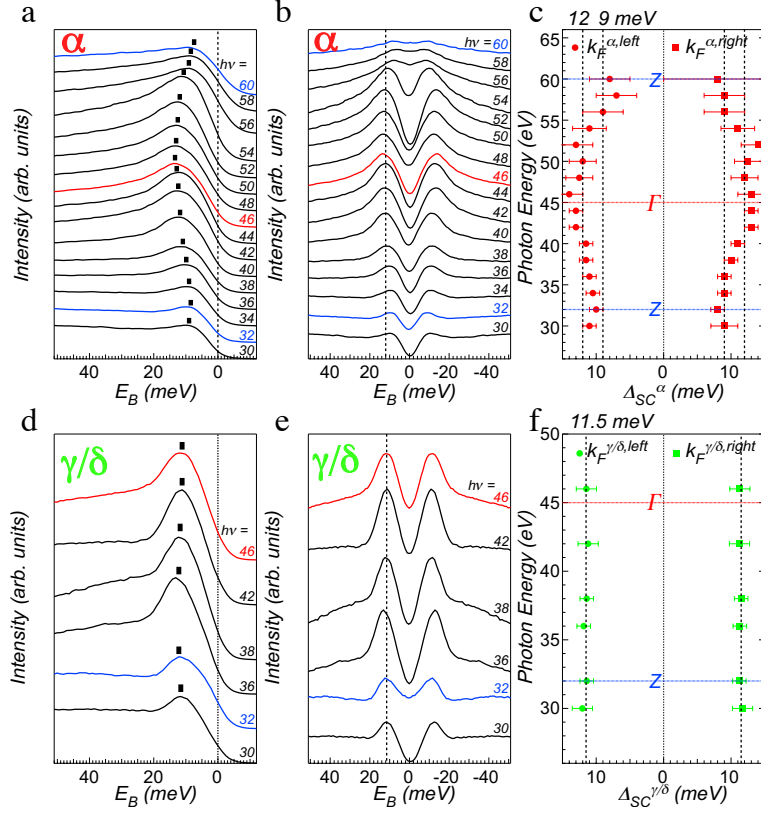 a
α
hν =
60
58
56
54
52
50
48
46
44
42
40
38
36
34
32
30
Intensity (arb. units)
40
20
0
E_B (meV)
b
α
hν =
60
58
56
54
52
50
48
46
44
42
40
38
36
34
32
30
Intensity (arb. units)
40
20
0
-20
-40
E_B (meV)
c
12 9 meV
k_F^α,left
k_F^α,right
65
60
55
50
45
40
35
30
Photon Energy (eV)
Z
Γ
Z
10
0
10
Δ_SC^α (meV)
d
γ/δ
hν =
46
42
38
36
32
30
Intensity (arb. units)
40
20
0
E_B (meV)
e
γ/δ
hν =
46
42
38
36
32
30
Intensity (arb. units)
40
20
0
-20
-40
E_B (meV)
f
11.5 meV
k_F^γ/δ,left
k_F^γ/δ,right
50
45
40
35
30
Photon Energy (eV)
Γ
Z
10
0
10
Δ_SC^γ/δ (meV)